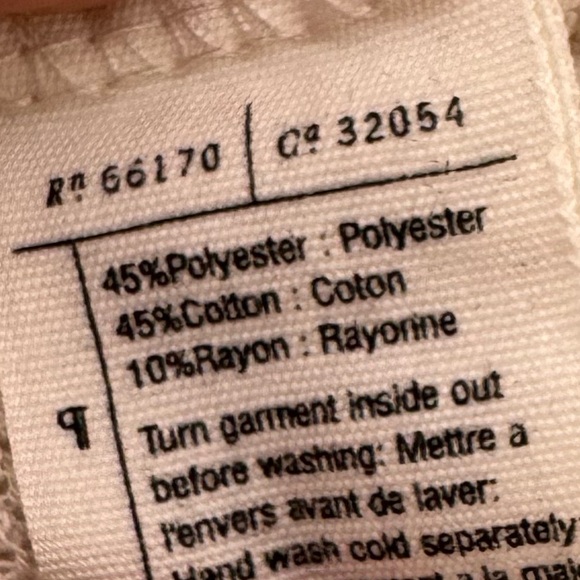 Rn 66170 | Ca 32054
45%Polyester : Polyester
45%Cotton : Coton
10%Rayon : Rayonne
¶
Turn garment inside out
before washing: Mettre a
l'envers avant de laver:
Hand wash cold separately
a la